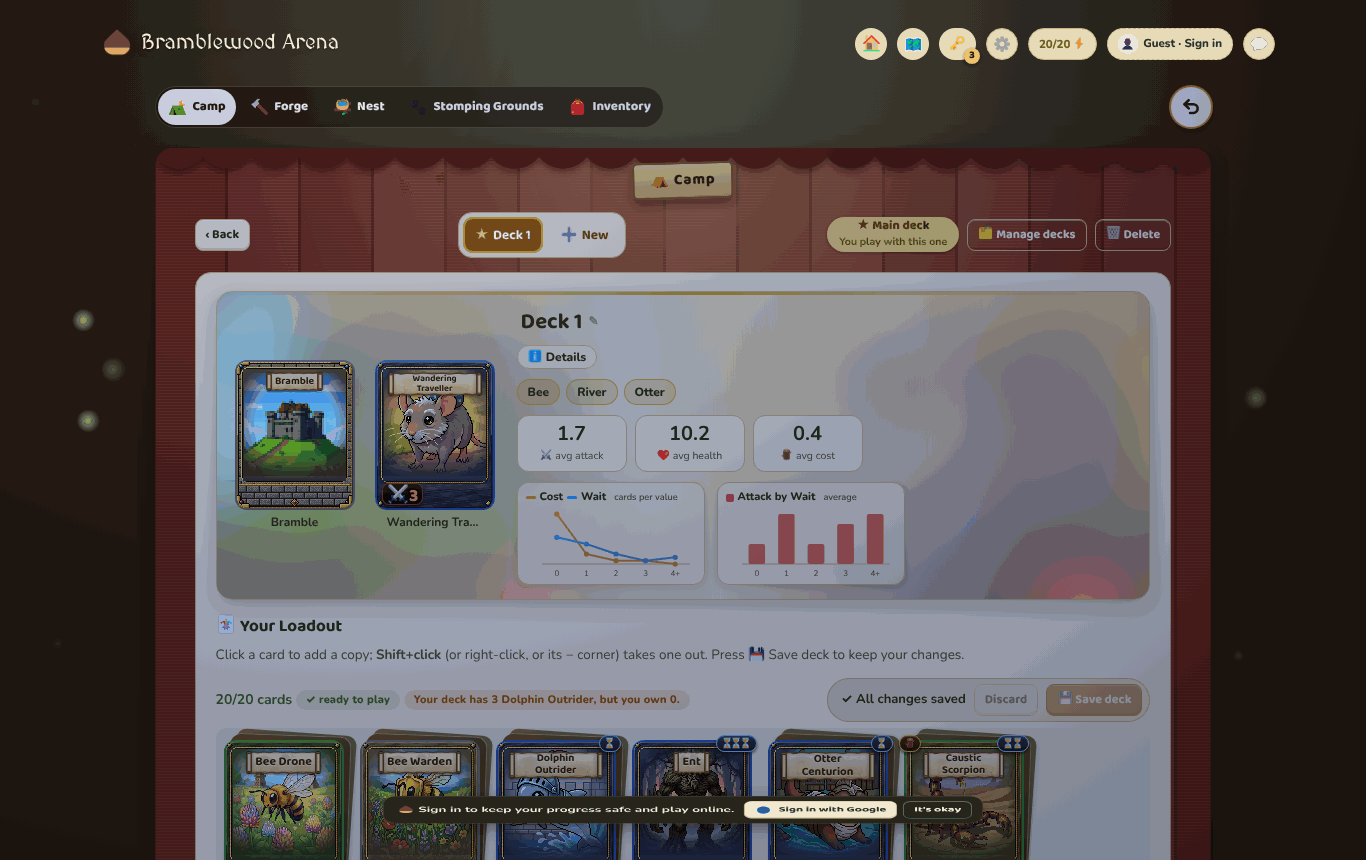 Bramblewood Arena
3
20/20
Guest · Sign in
Camp
Forge
Nest
Stomping Grounds
Inventory
Camp
‹ Back
★ Deck 1
New
★ Main deck
You play with this one
Manage decks
Delete
Deck 1
Details
Bee
River
Otter
Bramble
Wandering
Traveller
3
Bramble
Wandering Tra...
1.7
avg attack
10.2
avg health
0.4
avg cost
Cost
Wait
cards per value
0 1 2 3 4+
Attack by Wait
average
0 1 2 3 4+
Your Loadout
Click a card to add a copy; Shift+click (or right-click, or its − corner) takes one out. Press 💾 Save deck to keep your changes.
20/20 cards
✓ ready to play
Your deck has 3 Dolphin Outrider, but you own 0.
✓ All changes saved
Discard
Save deck
Bee Drone
Bee Warden
Dolphin
Outrider
Ent
Otter
Centurion
Caustic
Scorpion
Sign in to keep your progress safe and play online.
Sign in with Google
It's okay